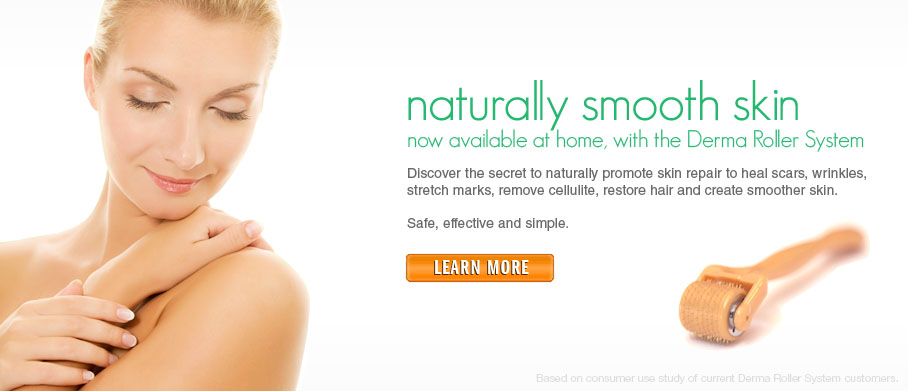 naturally smooth skin
now available at home, with the Derma Roller System
Discover the secret to naturally promote skin repair to heal scars, wrinkles,
stretch marks, remove cellulite, restore hair and create smoother skin.
Safe, effective and simple.
LEARN MORE
Based on consumer use study of current Derma Roller System customers.